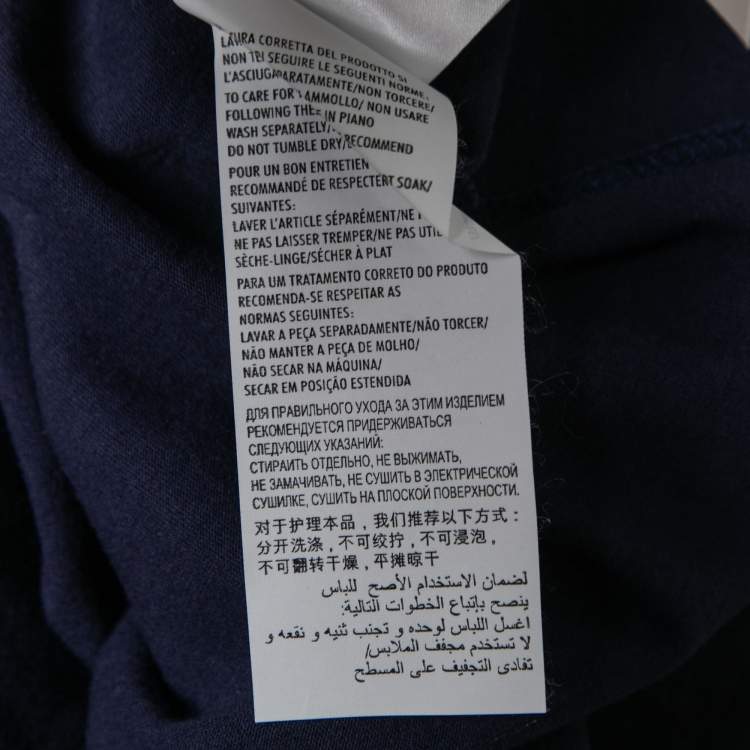 LAVRA CORRETTA DEL PRODOTTO SI
NON SEGUIRE LE SEGUENTI NORME:
L'ASCIUG ARATAMENTE/NON TORCERE/
TO CARE FOR AMMOLLO/ NON USARE
FOLLOWING THE IN PIANO
WASH SEPARATELY/
DO NOT TUMBLE DRY/ RECOMMEND
POUR UN BON ENTRETIEN
RECOMMANDÉ DE RESPECTER T SOAK/
SUIVANTES:
LAVER L'ARTICLE SÉPARÉMENT/NE
NE PAS LAISSER TREMPER/NE PAS UTIL
SÈCHE-LINGE/SÉCHER À PLAT
PARA UM TRATAMENTO CORRETO DO PRODUTO
RECOMENDA-SE RESPEITAR AS
NORMAS SEGUINTES:
LAVAR A PEÇA SEPARADAMENTE/NÃO TORCER/
NÃO MANTER A PEÇA DE MOLHO/
NÃO SECAR NA MÁQUINA/
SECAR EM POSIÇÃO ESTENDIDA
ДЛЯ ПРАВИЛЬНОГО УХОДА ЗА ЭТИМ ИЗДЕЛИЕМ
РЕКОМЕНДУЕТСЯ ПРИДЕРЖИВАТЬСЯ
СЛЕДУЮЩИХ УКАЗАНИЙ:
СТИРАИТЬ ОТДЕЛЬНО, НЕ ВЫЖИМАТЬ,
НЕ ЗАМАЧИВАТЬ, НЕ СУШИТЬ В ЭЛЕКТРИЧЕСКОЙ
СУШИЛКЕ, СУШИТЬ НА ПЛОСКОЙ ПОВЕРХНОСТИ.
对于护理本品，我们推荐以下方式：
分开洗涤，不可绞拧，不可浸泡，
不可翻转干燥，平摊晾干
لضمان الاستخدام الأصح للباس
ينصح بإتباع الخطوات التالية:
اغسل اللباس لوحده و تجنب ثنيه و نقعه و
لا تستخدم مجفف الملابس/
تفادى التجفيف على المسطح